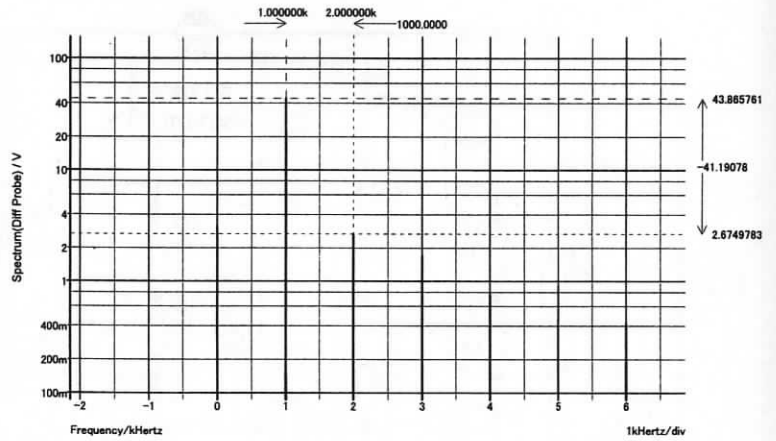 1.000000k 2.000000k
1000.0000
100
40
20
10
4
2
1
400m
200m
100m
Spectrum(Diff Probe) / V
43.865761
-41.19078
2.6749783
-2 -1 0 1 2 3 4 5 6
Frequency/kHertz 1kHertz/div